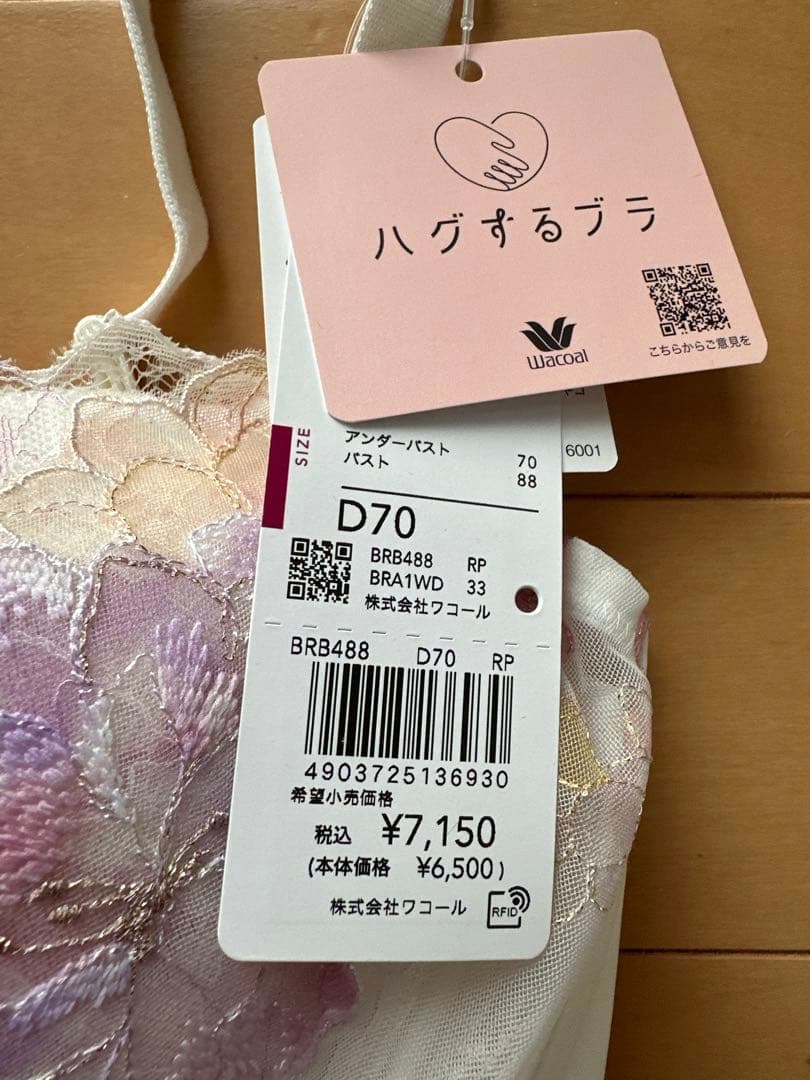 ハグするブラ
Wacoal
こちらからご意見を
6001
SIZE
アンダーバスト 70
バスト 88
D70
BRB488 RP
BRA1WD 33
株式会社ワコール
BRB488 D70 RP
4903725136930
希望小売価格
税込 ¥7,150
(本体価格 ¥6,500)
株式会社ワコール
RFID